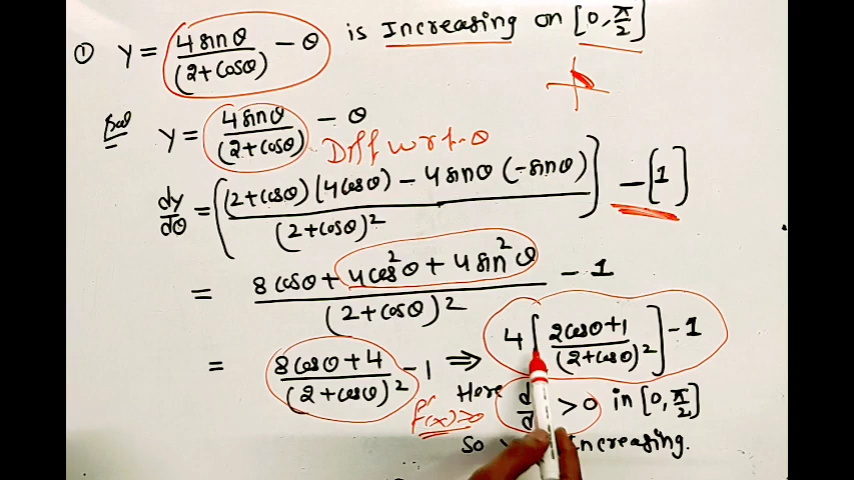 ① y = 4sinθ/(2+cosθ) − θ is Increasing on [0, π/2]
Sol y = 4sinθ/(2+cosθ) − θ
Diff w r t - θ
dy/dθ = {(2+cosθ)(4cosθ) − 4sinθ(−sinθ)/(2+cosθ)²} − [1]
= 8cosθ + 4cos²θ + 4sin²θ/(2+cosθ)² − 1
= 8cosθ+4/(2+cosθ)² − 1 ⇒ 4[2cosθ+1/(2+cosθ)²] − 1
f'(x)>0
Here d/d > 0 in [0, π/2]
So Increasing.